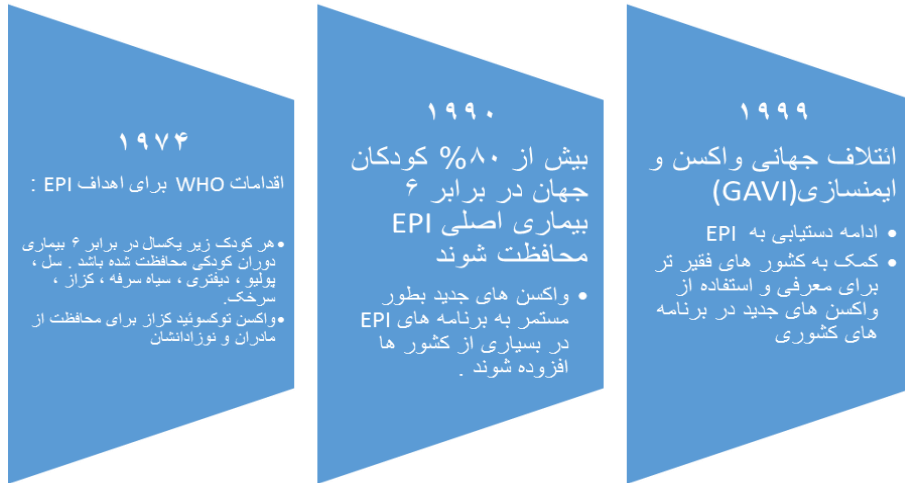 ۱۹۷۴
اقدامات WHO برای اهداف EPI :
•هر کودک زیر یکسال در برابر ۶ بیماری
دوران کودکی محافظت شده باشد . سل ،
پولیو ، دیفتری ، سیاه سرفه ، کزاز ،
سرخک.
•واکسن توکسوئید کزاز برای محافظت از
مادران و نوزادانشان
۱۹۹۰
بیش از ۸۰% کودکان
جهان در برابر ۶
بیماری اصلی EPI
محافظت شوند
• واکسن های جدید بطور
مستمر به برنامه های EPI
در بسیاری از کشور ها
افزوده شوند .
۱۹۹۹
ائتلاف جهانی واکسن و
ایمنسازی(GAVI)
• ادامه دستیابی به EPI
• کمک به کشور های فقیر تر
برای معرفی و استفاده از
واکسن های جدید در برنامه
های کشوری